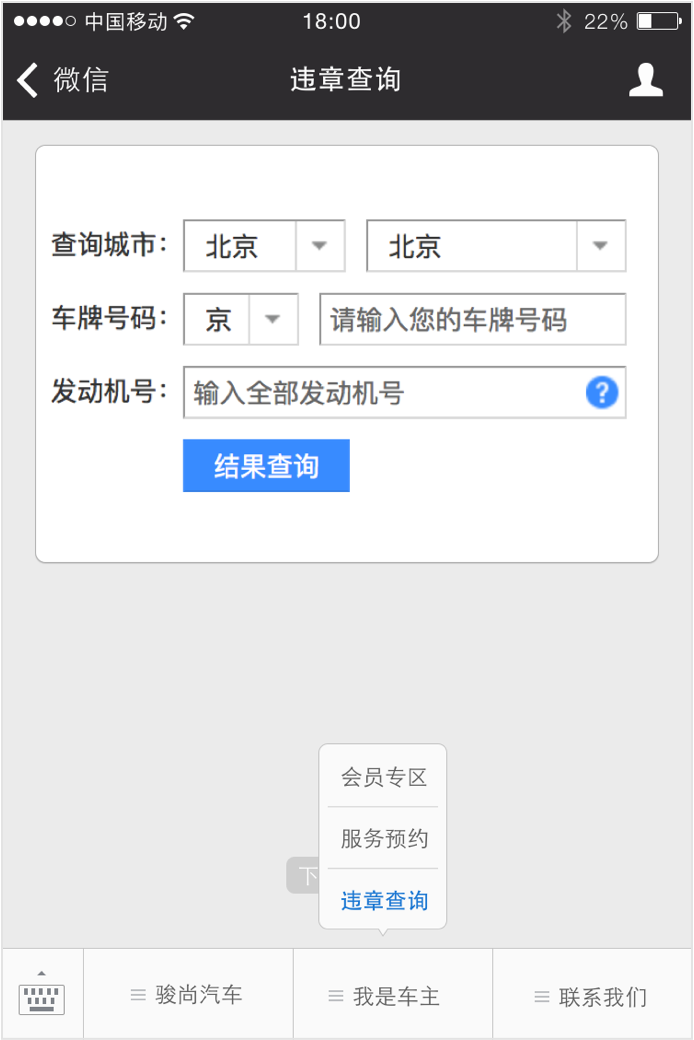 中国移动 18:00 22%
微信 违章查询
查询城市: 北京 北京
车牌号码: 京 请输入您的车牌号码
发动机号: 输入全部发动机号 ?
结果查询
会员专区
服务预约
下
违章查询
骏尚汽车 我是车主 联系我们